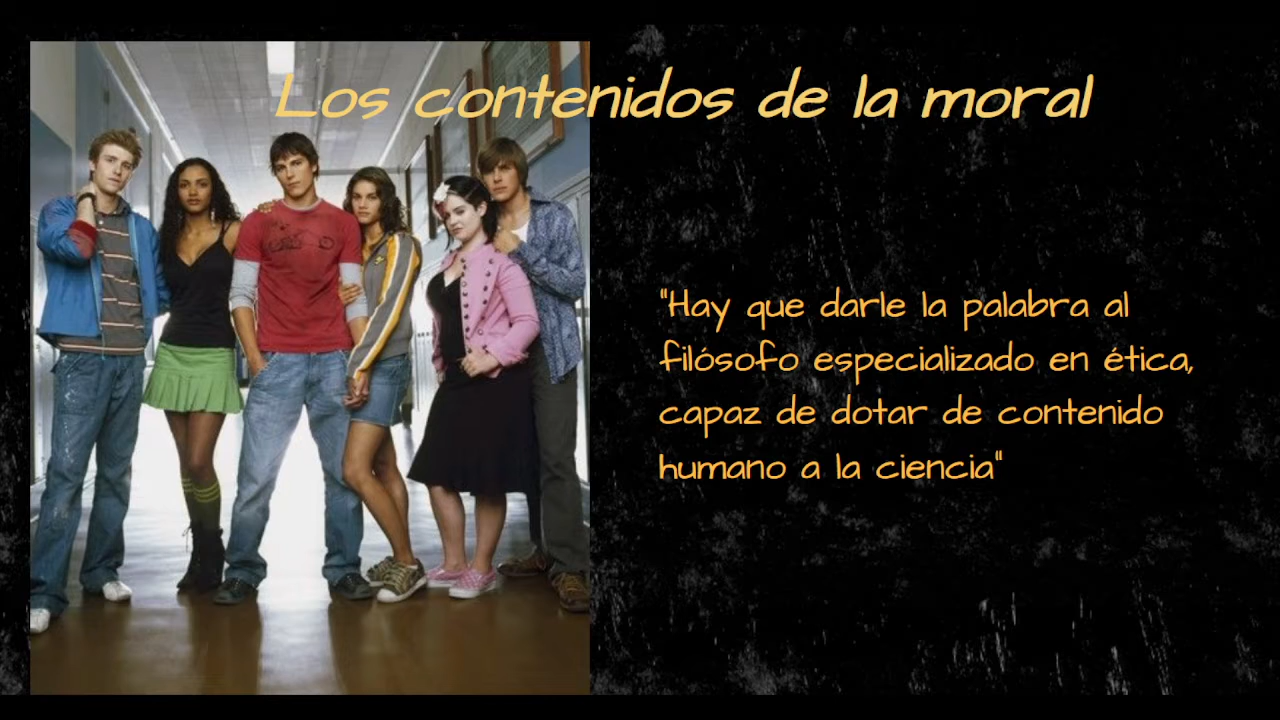 Los contenidos de la moral
"Hay que darle la palabra al
filósofo especializado en ética,
capaz de dotar de contenido
humano a la ciencia"